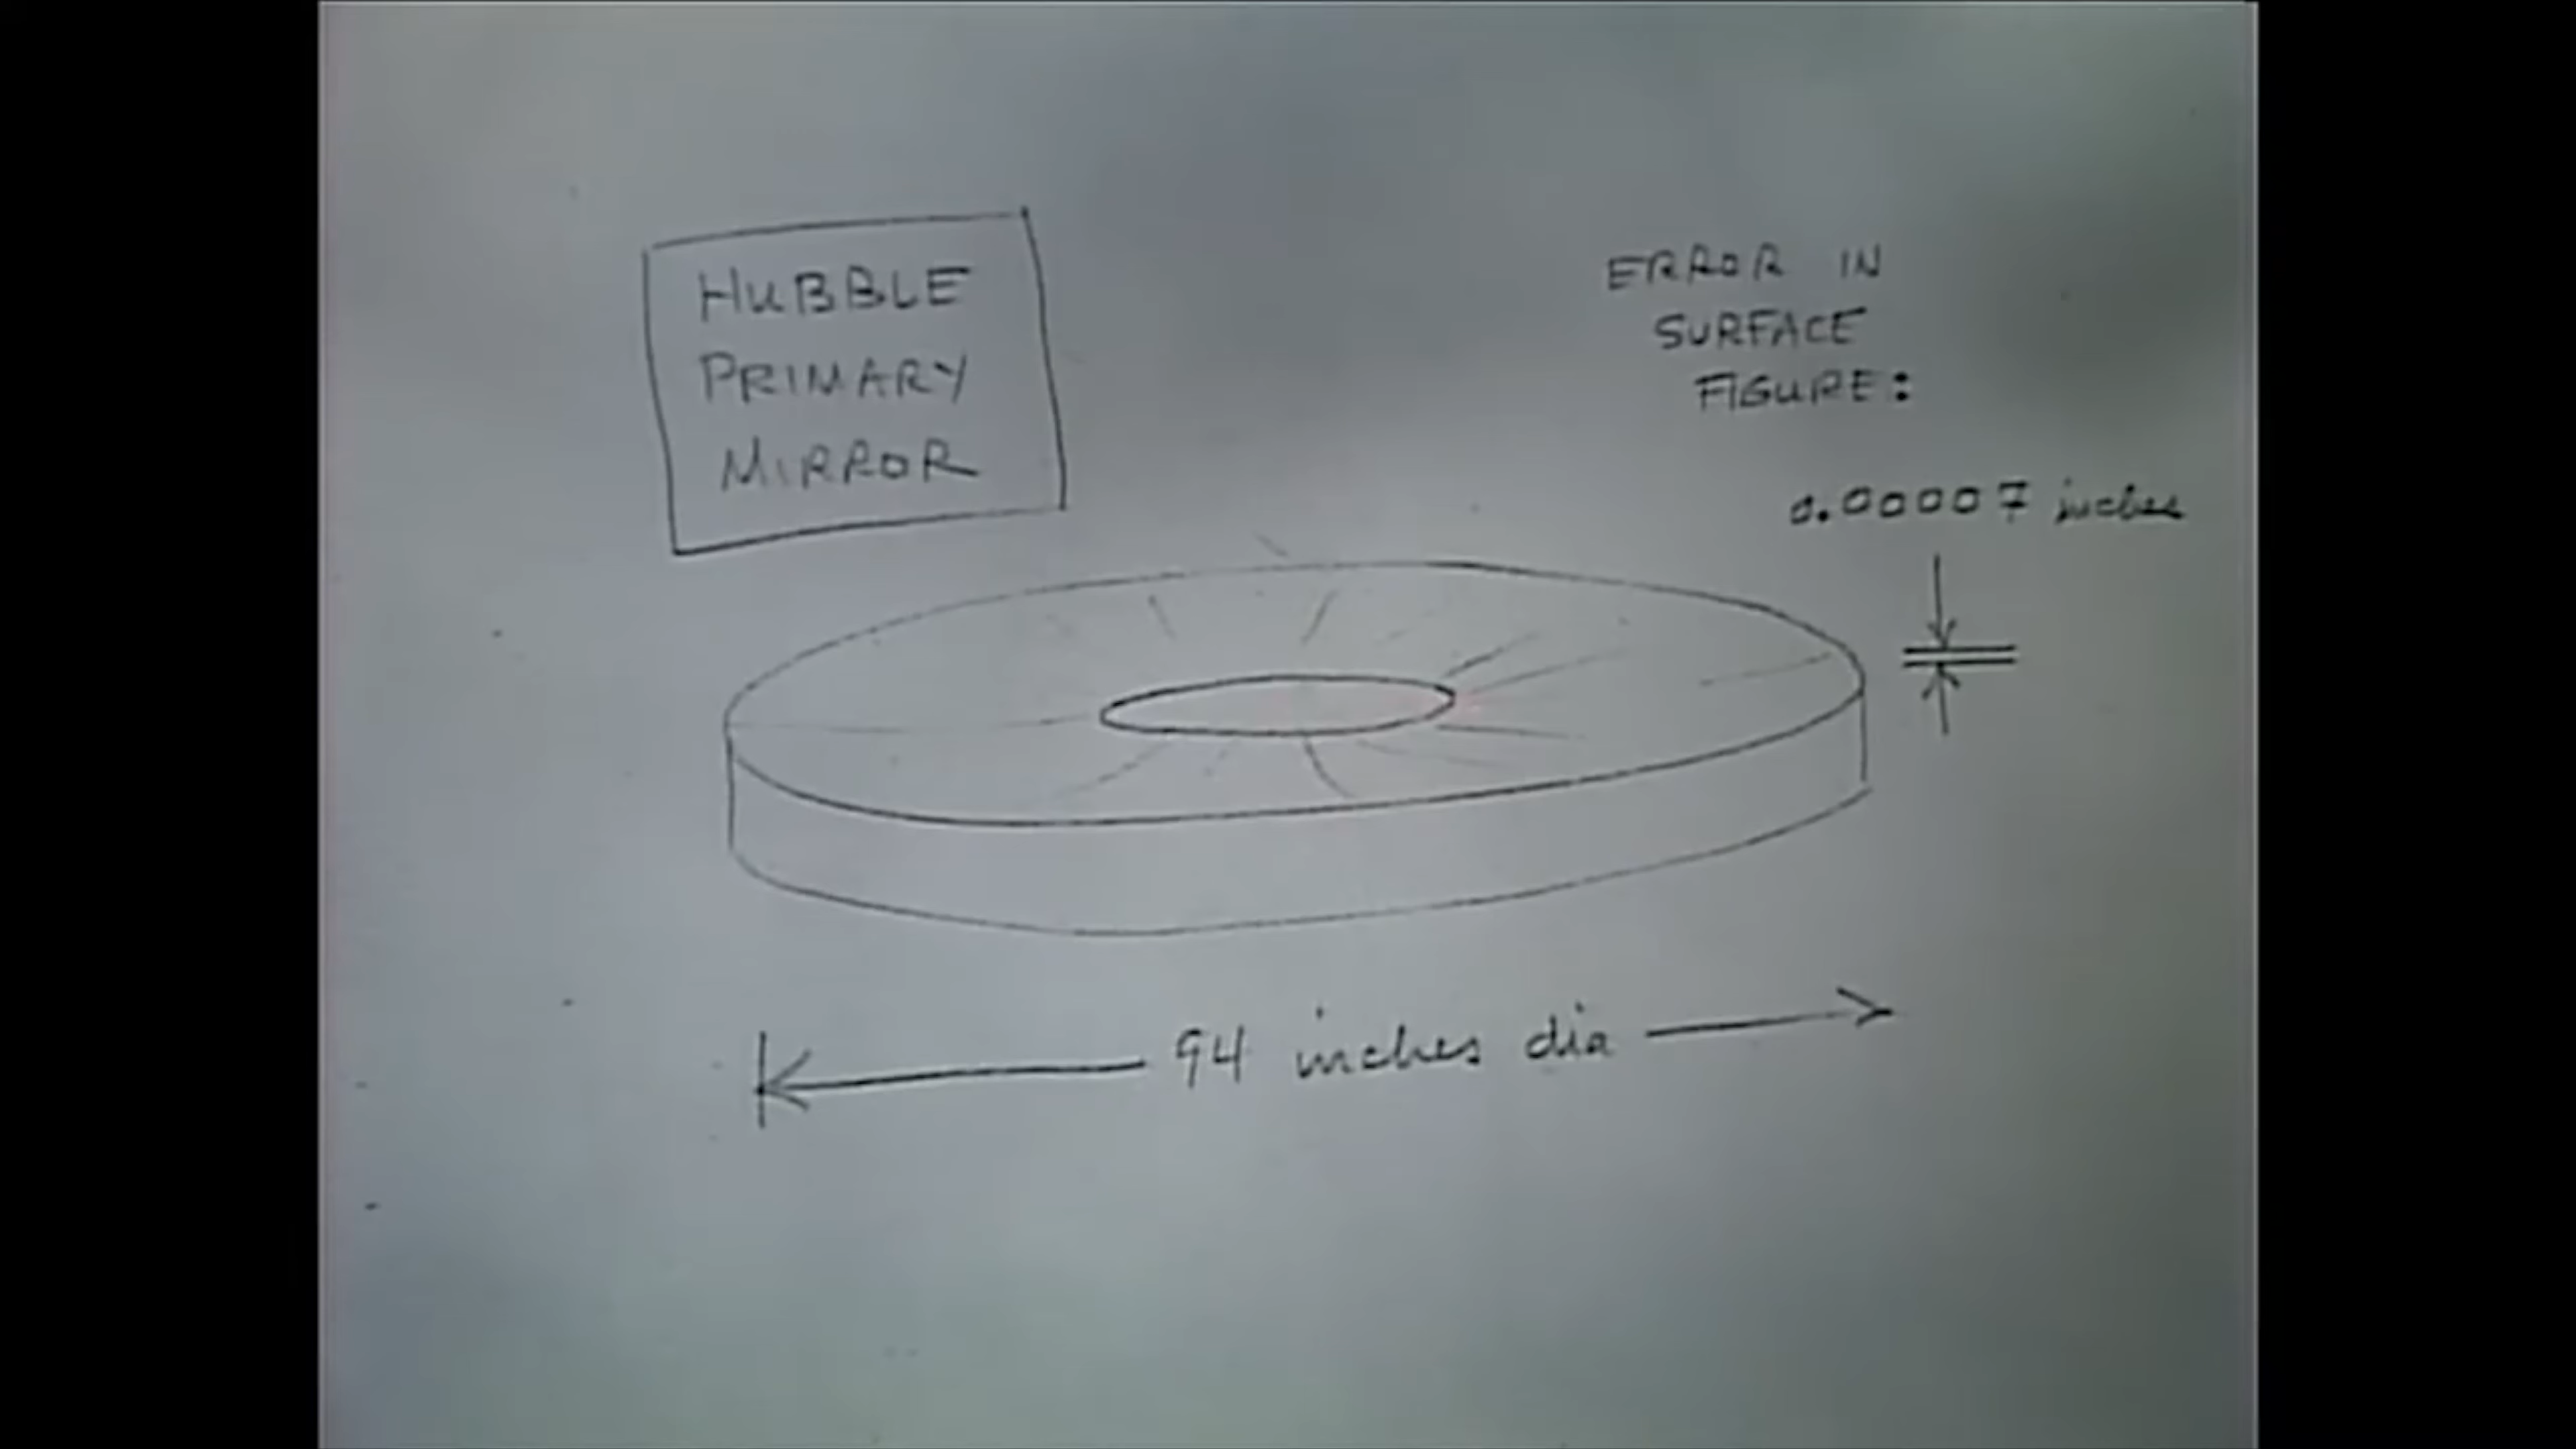 HUBBLE
PRIMARY
MIRROR
ERROR IN
SURFACE
FIGURE:
0.00007 inches
94 inches dia